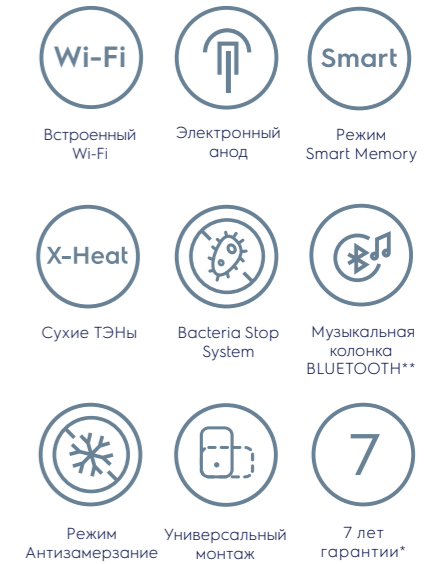 Wi-Fi
Встроенный
Wi-Fi
Электронный
анод
Smart
Режим
Smart Memory
X-Heat
Сухие ТЭНы
Bacteria Stop
System
Музыкальная
колонка
BLUETOOTH**
Режим
Антизамерзание
Универсальный
монтаж
7
7 лет
гарантии*